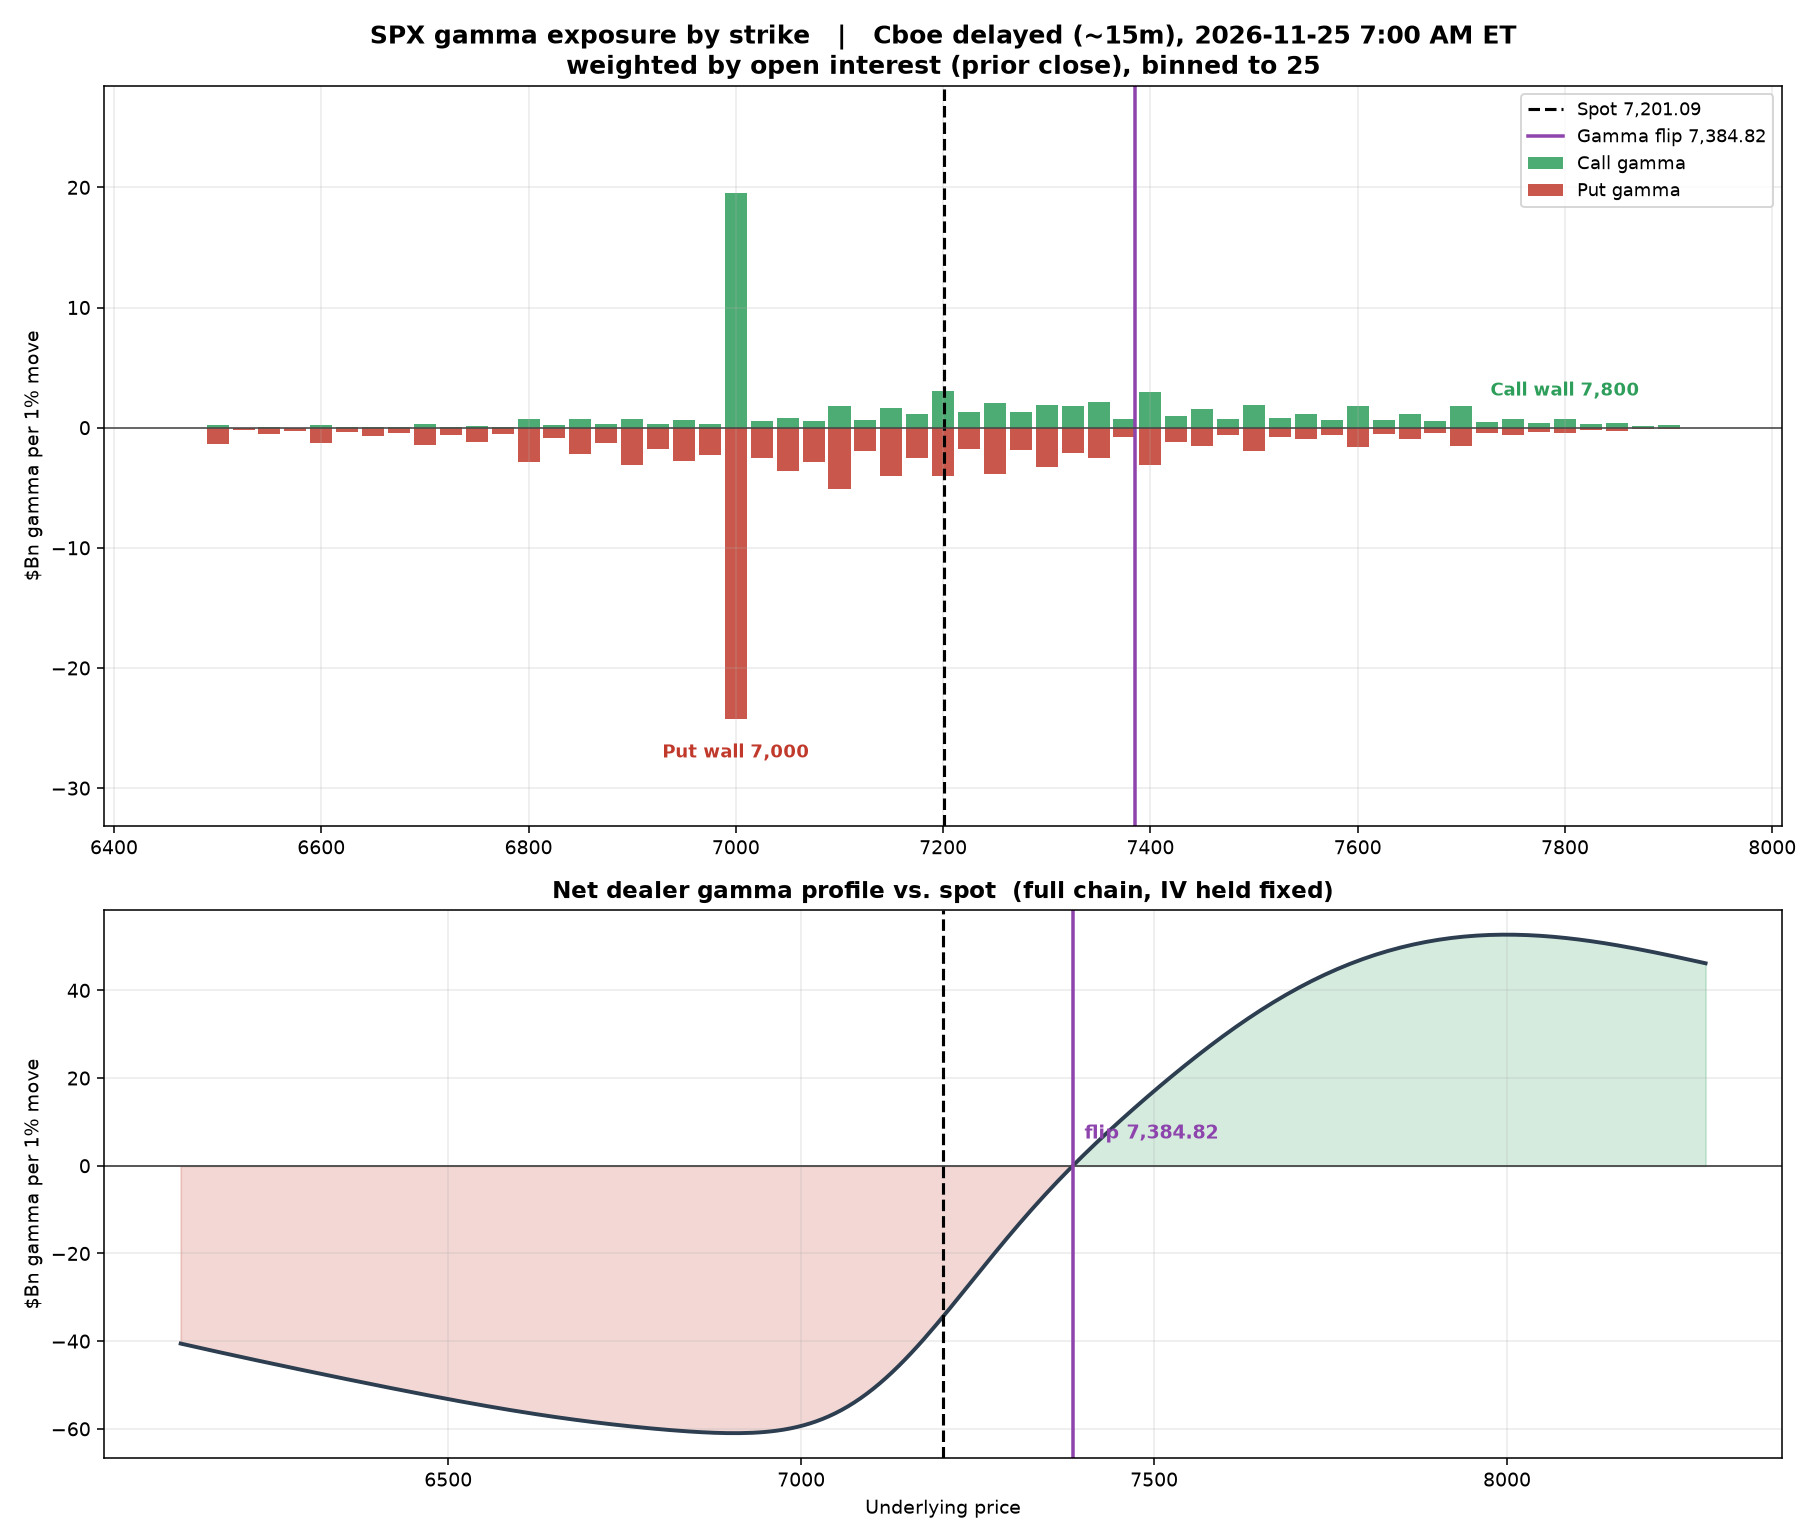 SPX gamma exposure by strike | Cboe delayed (~15m), 2026-11-25 7:00 AM ET
weighted by open interest (prior close), binned to 25
Spot 7,201.09
Gamma flip 7,384.82
Call gamma
Put gamma
$Bn gamma per 1% move
20
10
0
−10
−20
−30
Call wall 7,800
Put wall 7,000
6400 6600 6800 7000 7200 7400 7600 7800 8000
Net dealer gamma profile vs. spot (full chain, IV held fixed)
$Bn gamma per 1% move
40
20
0
−20
−40
−60
flip 7,384.82
6500 7000 7500 8000
Underlying price